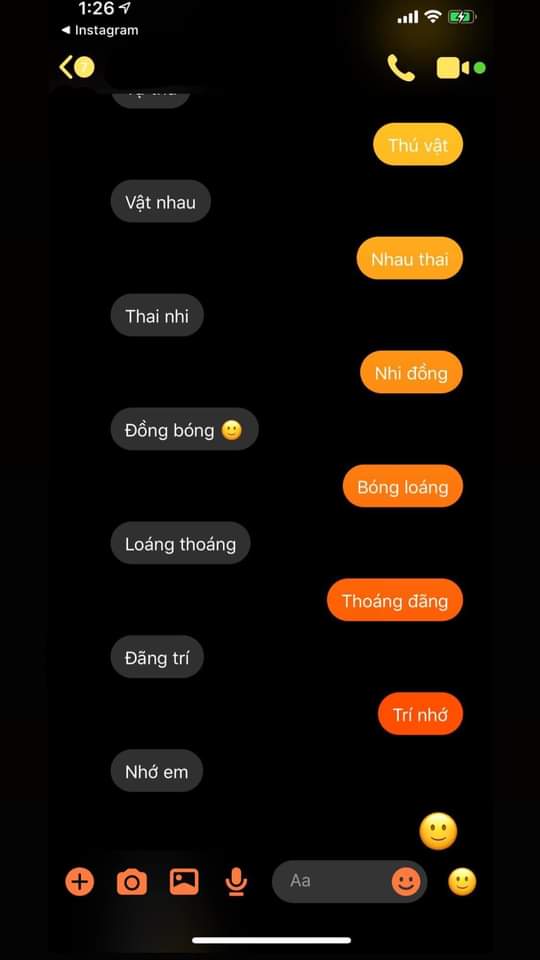 1:26
Instagram
Thú vật
Vật nhau
Nhau thai
Thai nhi
Nhi đồng
Đồng bóng
Bóng loáng
Loáng thoáng
Thoáng đãng
Đãng trí
Trí nhớ
Nhớ em
Aa